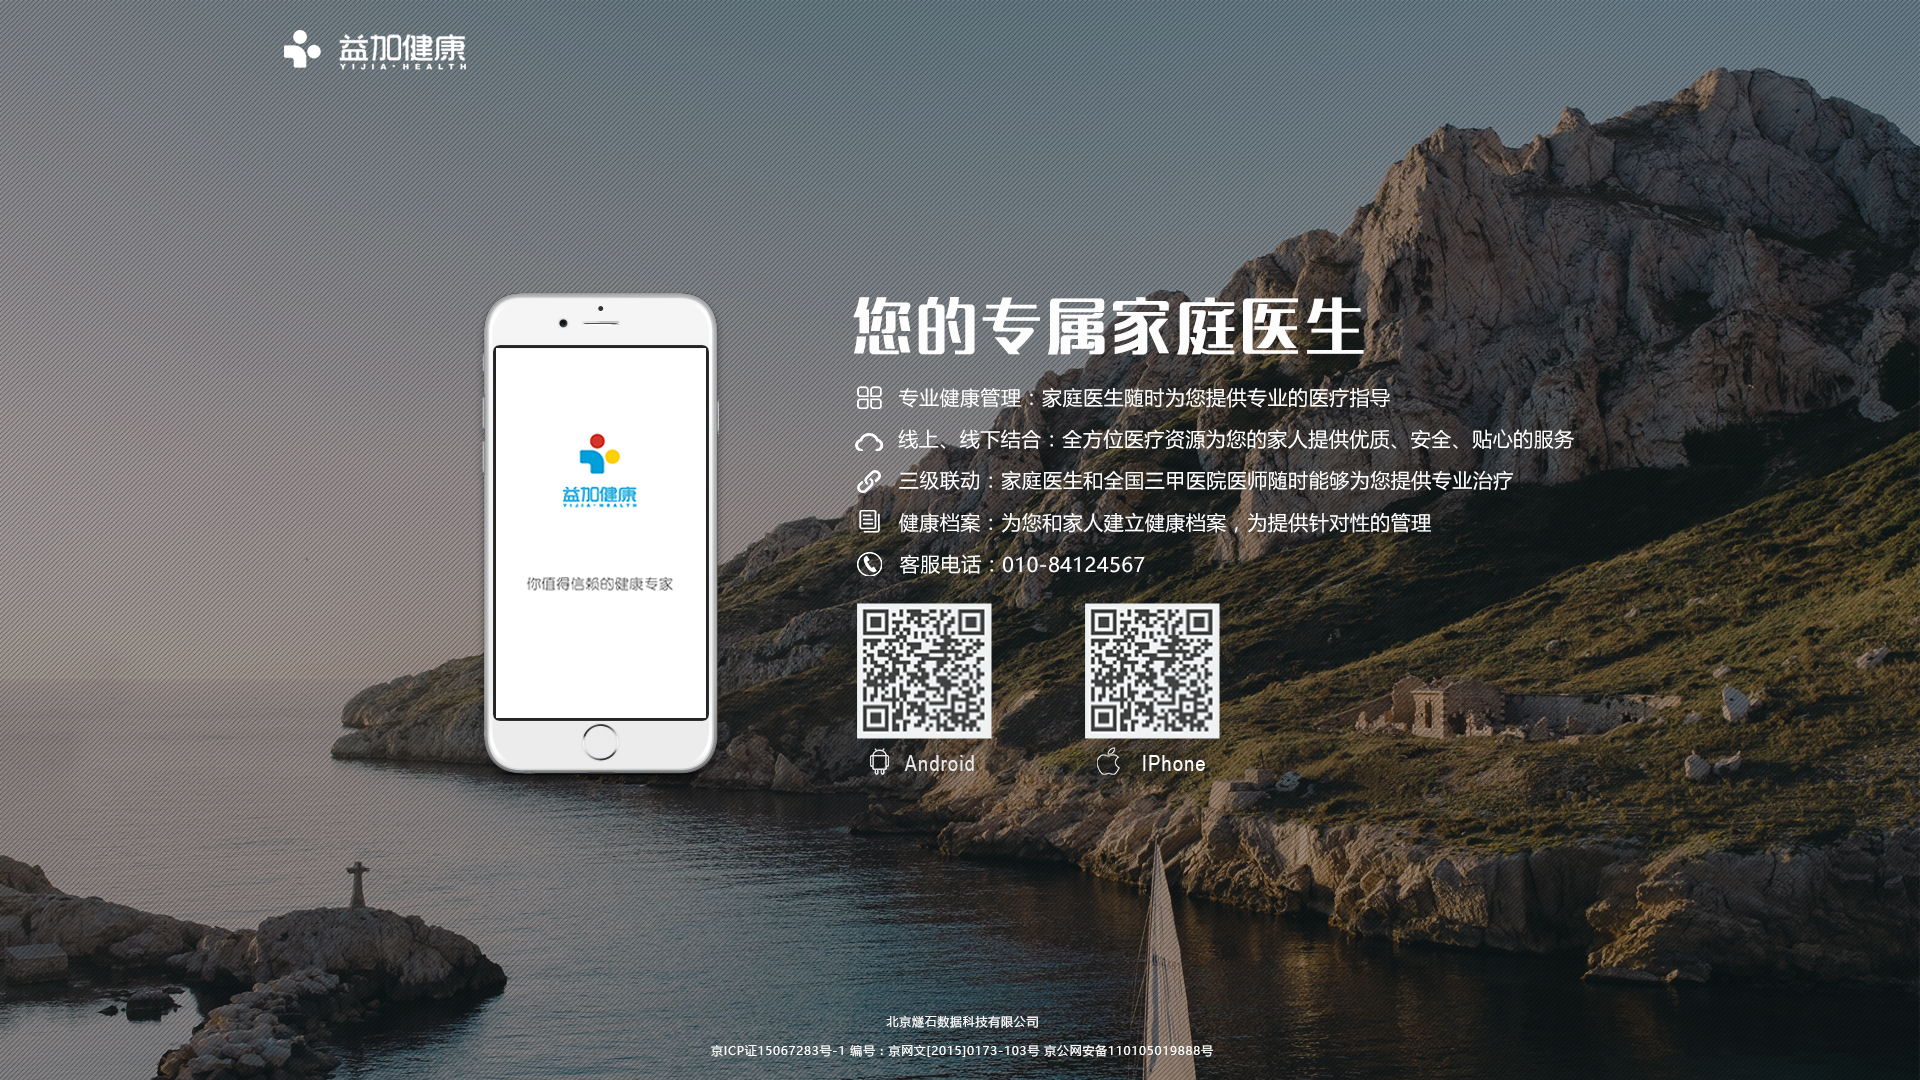 益加健康
YIJIA·HEALTH
您的专属家庭医生
专业健康管理：家庭医生随时为您提供专业的医疗指导
线上、线下结合：全方位医疗资源为您的家人提供优质、安全、贴心的服务
三级联动：家庭医生和全国三甲医院医师随时能够为您提供专业治疗
健康档案：为您和家人建立健康档案，为提供针对性的管理
客服电话：010-84124567
益加健康
YIJIA·HEALTH
你值得信赖的健康专家
Android
IPhone
北京燧石数据科技有限公司
京ICP证15067283号-1 编号：京网文[2015]0173-103号 京公网安备110105019888号